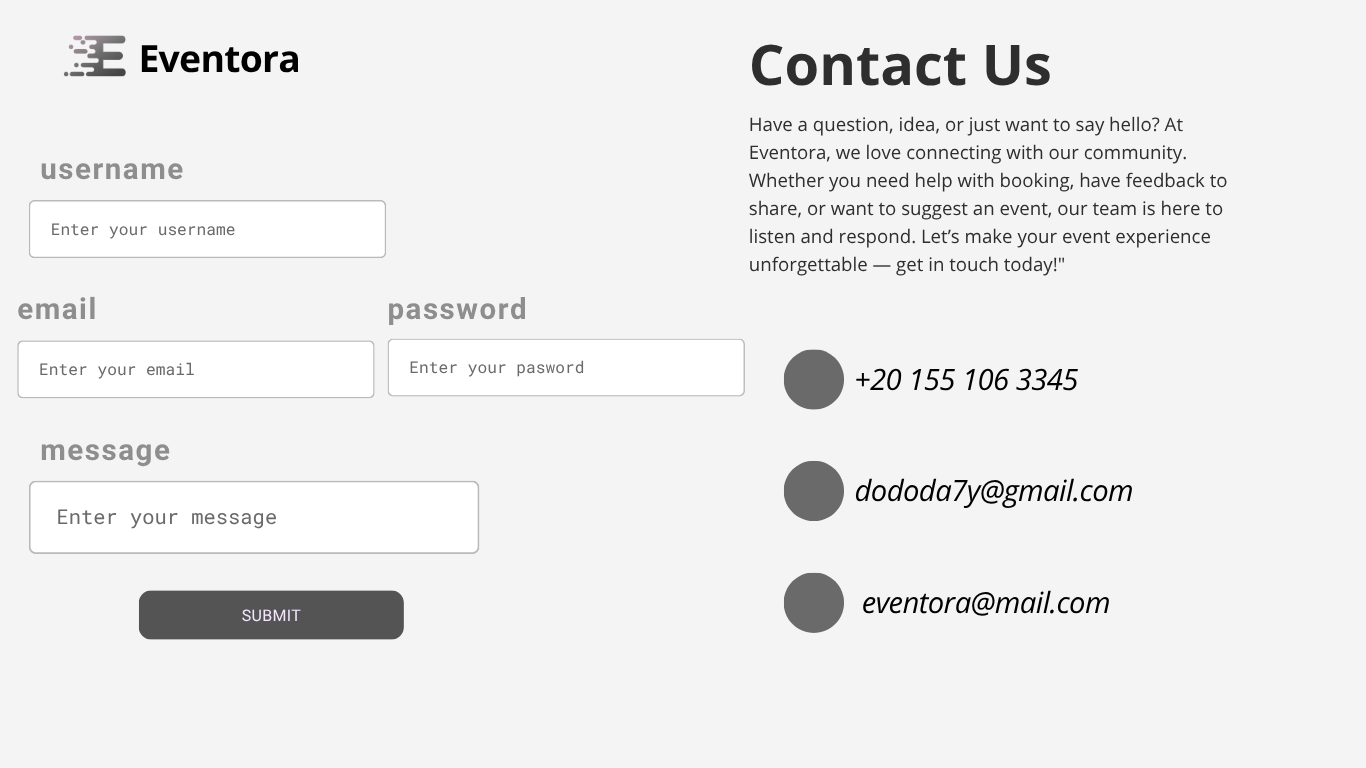 Eventora
username
Enter your username
email
Enter your email
password
Enter your pasword
message
Enter your message
SUBMIT
Contact Us
Have a question, idea, or just want to say hello? At
Eventora, we love connecting with our community.
Whether you need help with booking, have feedback to
share, or want to suggest an event, our team is here to
listen and respond. Let’s make your event experience
unforgettable — get in touch today!"
+20 155 106 3345
dododa7y@gmail.com
eventora@mail.com